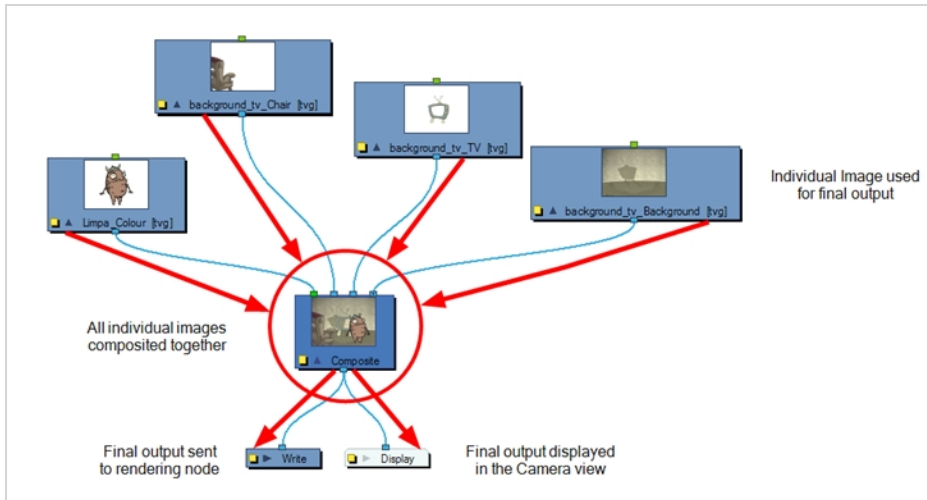 background_tv_Chair [tvg]
background_tv_TV [tvg]
Limpa_Colour [tvg]
background_tv_Background [tvg]
Individual Image used
for final output
All individual images
composited together
Composite
Final output sent
to rendering node
Write
Display
Final output displayed
in the Camera view